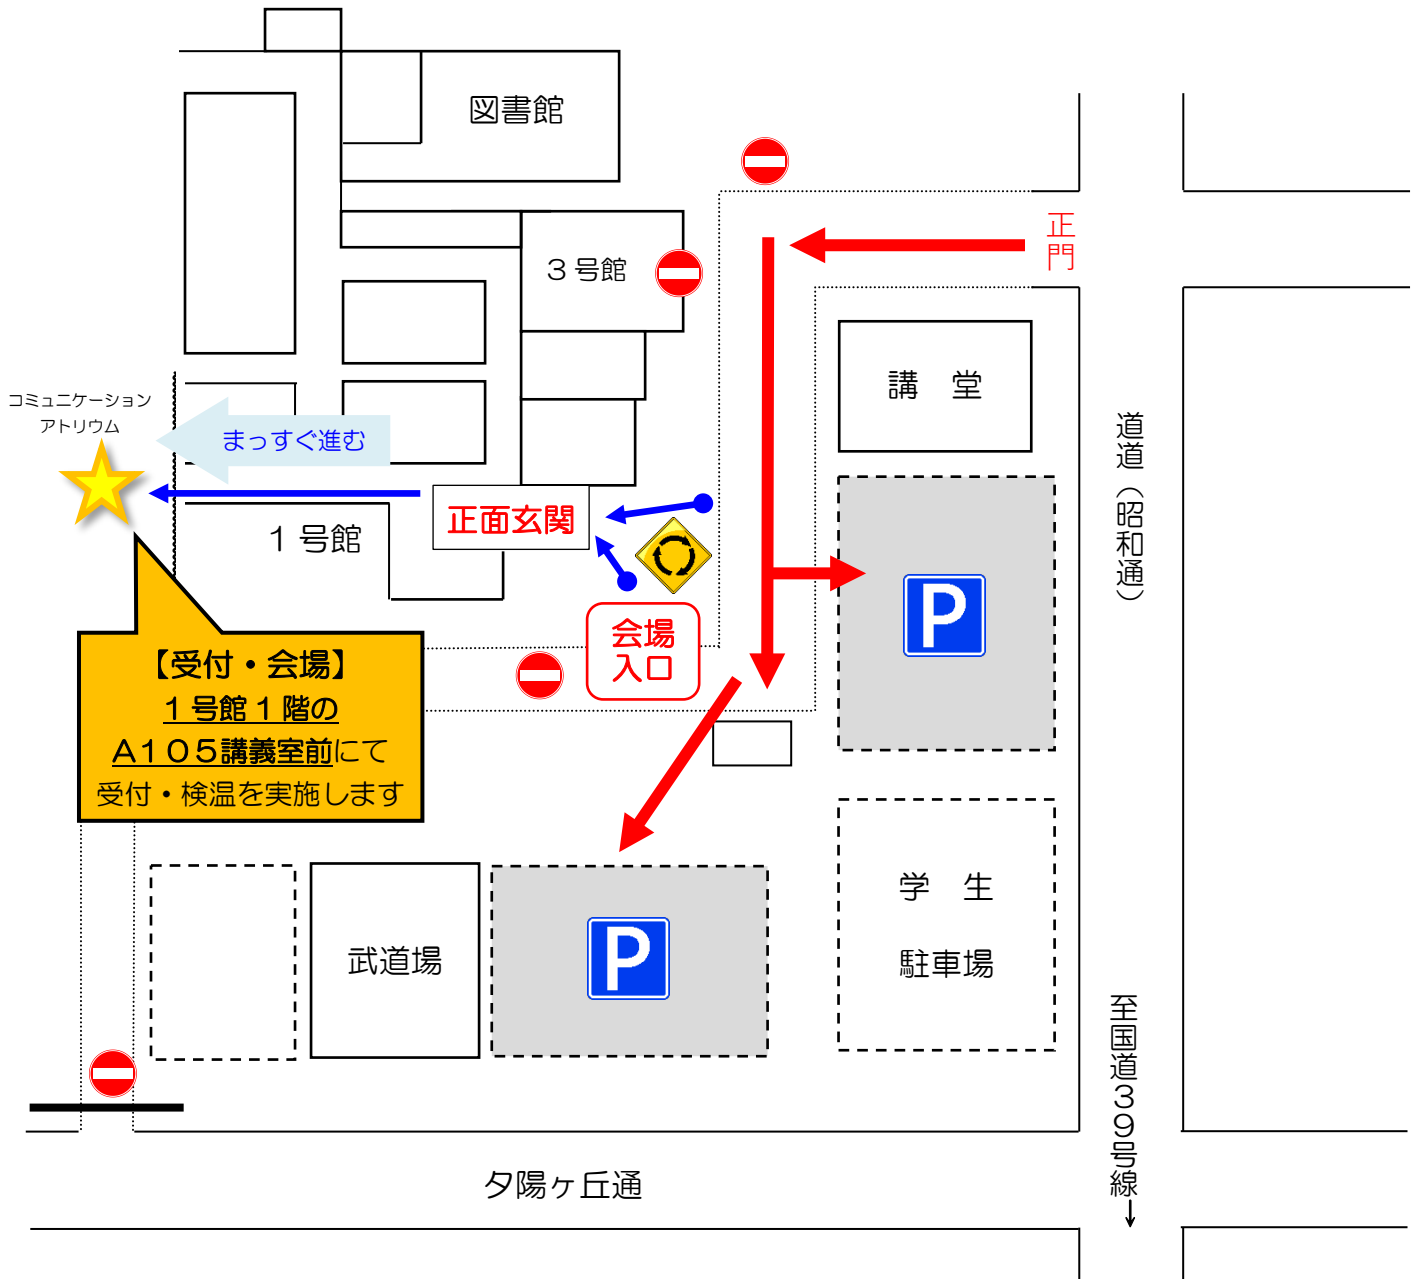 図書館
正門
３号館
講　堂
コミュニケーション
アトリウム
まっすぐ進む
道道（昭和通）
正面玄関
１号館
P
会場
入口
【受付・会場】
１号館１階の
Ａ１０５講義室前にて
受付・検温を実施します
学　生
駐車場
武道場
P
至国道３９号線→
夕陽ヶ丘通